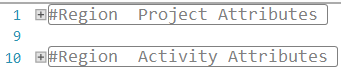 1 #Region  Project Attributes
9
10 #Region  Activity Attributes